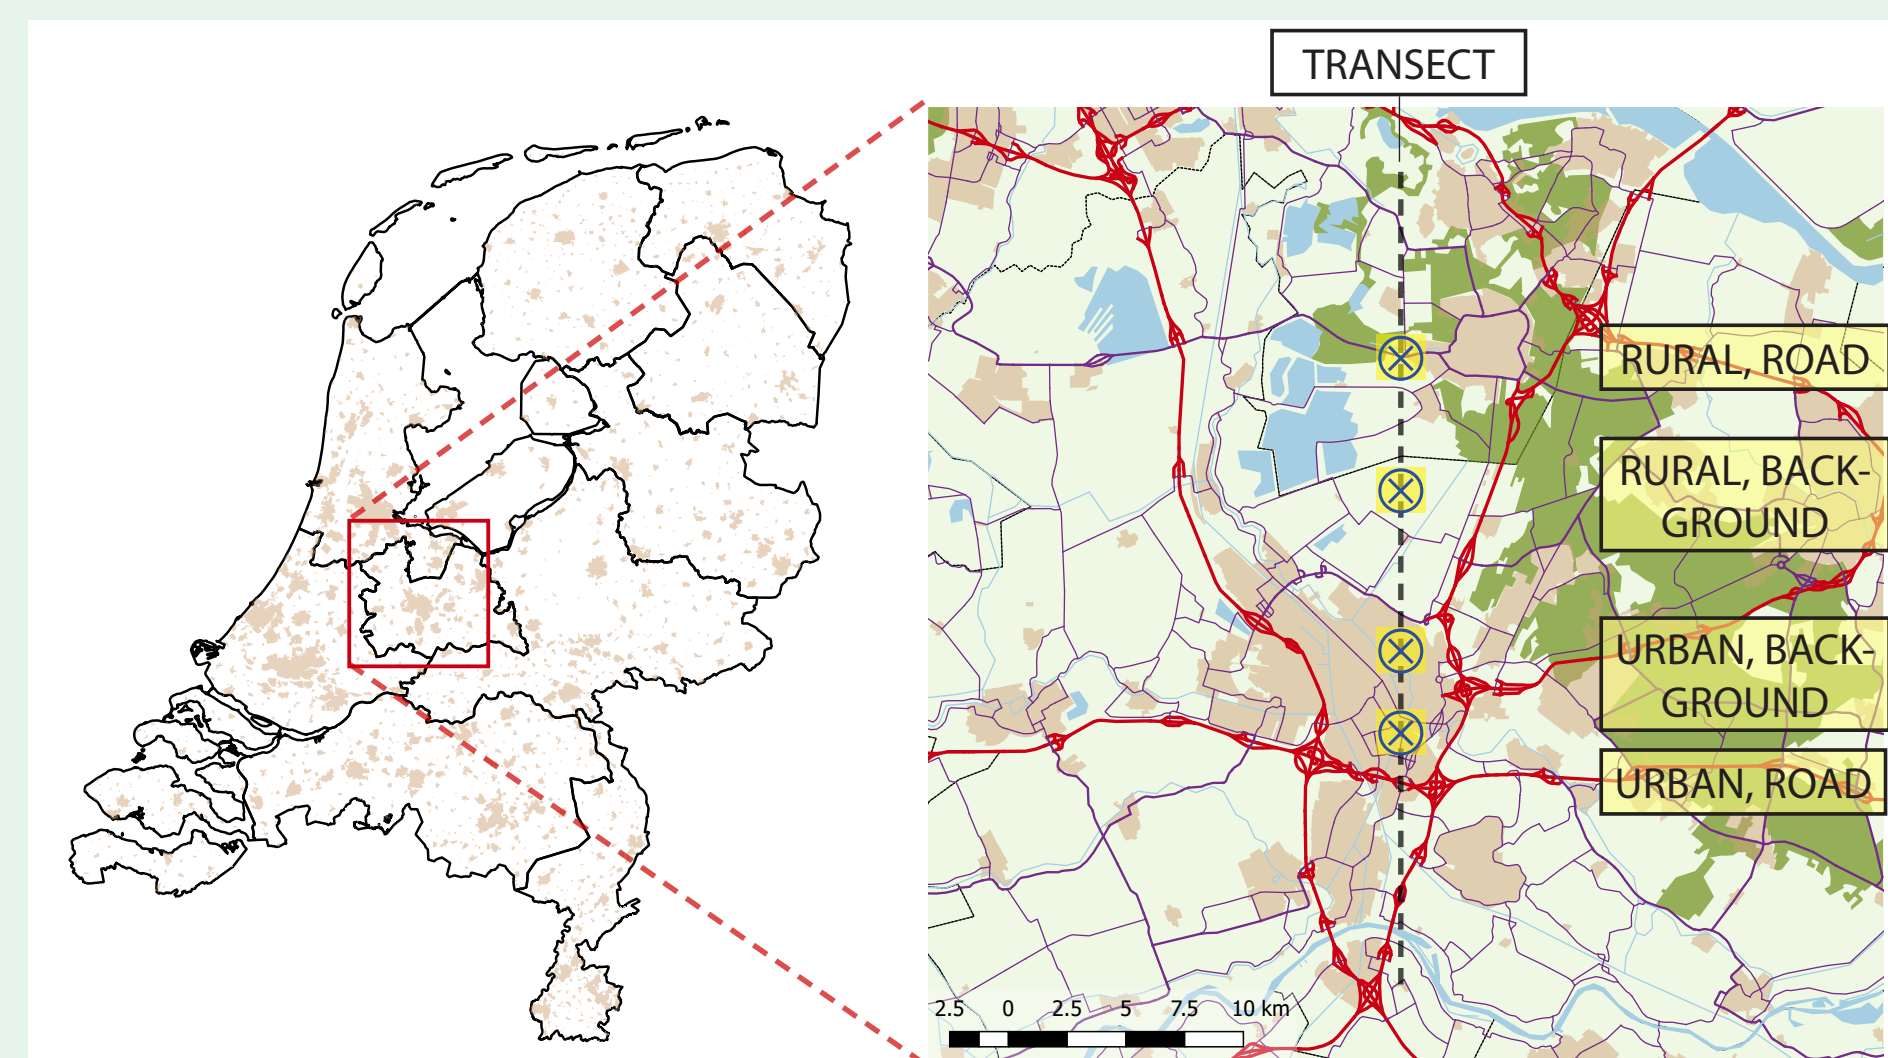 TRANSECT
RURAL, ROAD
RURAL, BACK-
GROUND
URBAN, BACK-
GROUND
URBAN, ROAD
2.5 0 2.5 5 7.5 10 km